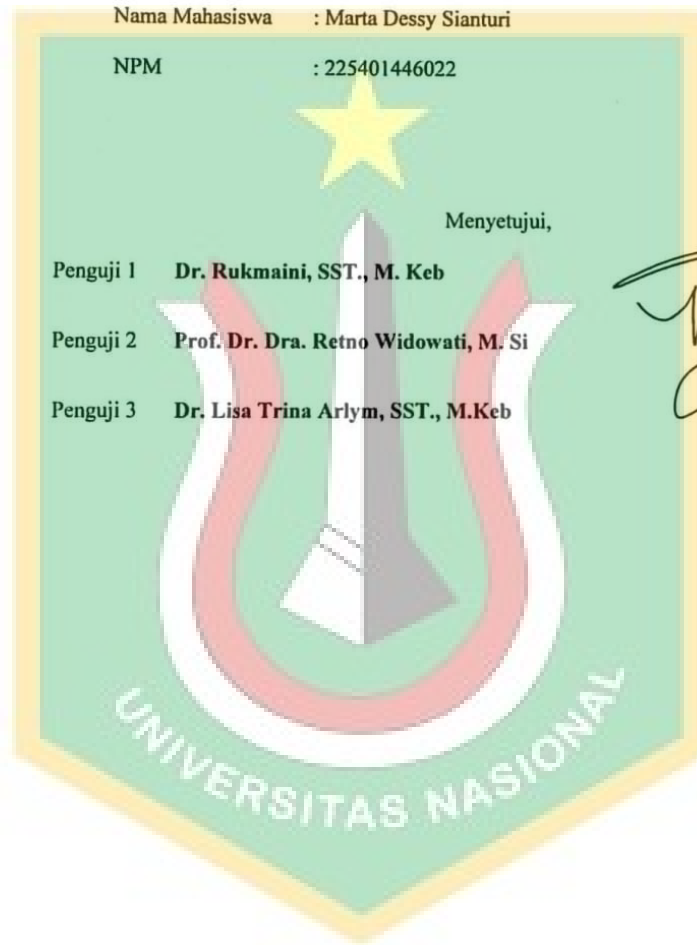 Nama Mahasiswa : Marta Dessy Sianturi
NPM : 225401446022
Menyetujui,
Penguji 1 Dr. Rukmaini, SST., M. Keb
Penguji 2 Prof. Dr. Dra. Retno Widowati, M. Si
Penguji 3 Dr. Lisa Trina Arlym, SST., M.Keb
UNIVERSITAS NASIONAL